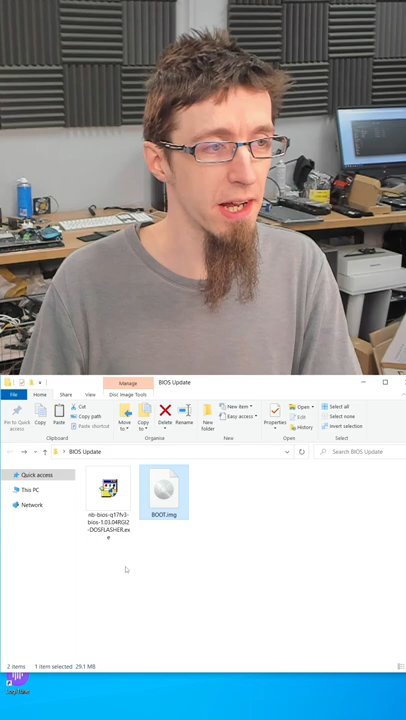 Manage
BIOS Update
File
Home
Share
View
Disc Image Tools
Pin to Quick access
Copy
Paste
Cut
Copy path
Paste shortcut
Move to
Copy to
Delete
Rename
New folder
New item
Easy access
Properties
Open
Edit
History
Select all
Select none
Invert selection
Clipboard
Organise
New
Open
Select
BIOS Update
Search BIOS Update
Quick access
This PC
Network
BOOT.img
nb-bios-q17fv3-
bios-1.03.04RGI2
-DOSFLASHER.ex
e
2 items
1 item selected 29.1 MB